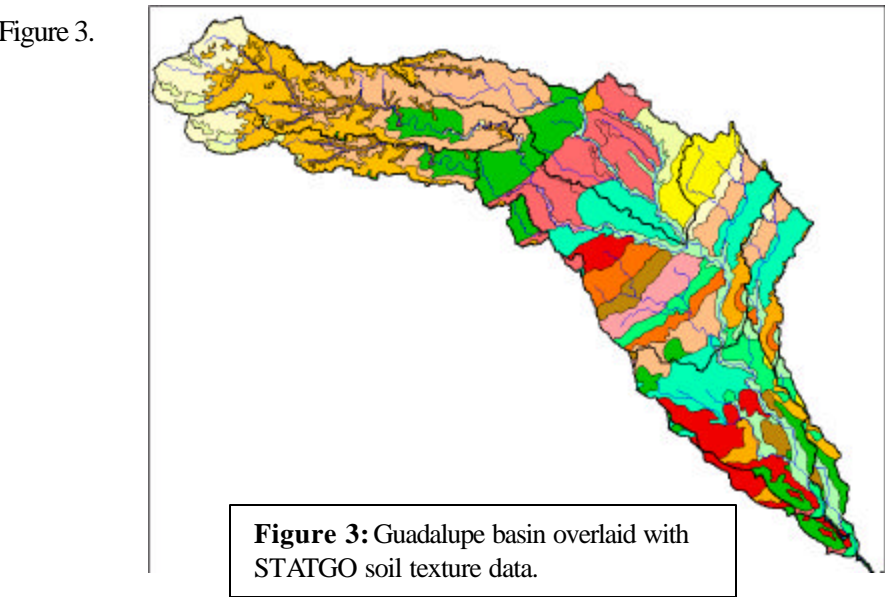 Figure 3.
Figure 3: Guadalupe basin overlaid with
STATGO soil texture data.